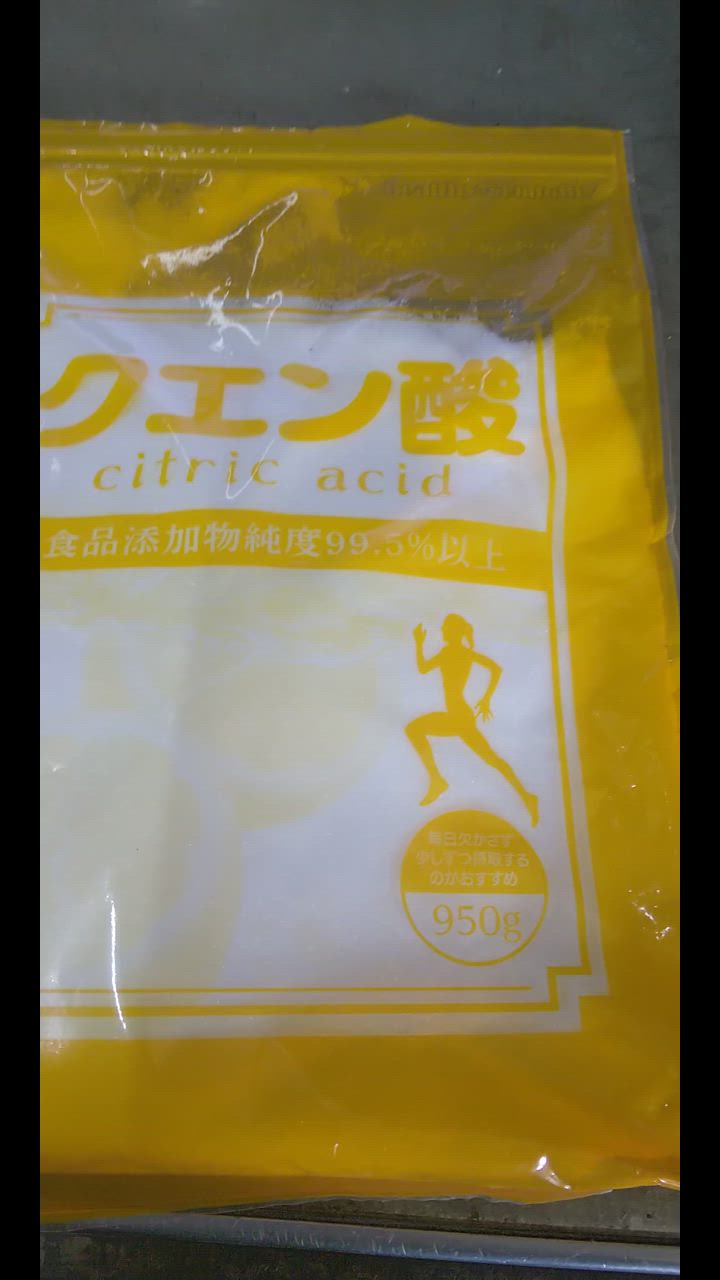 クエン酸
citric acid
食品添加物純度99.5%以上
毎日欠かさず
少しずつ摂取する
のがおすすめ
950g